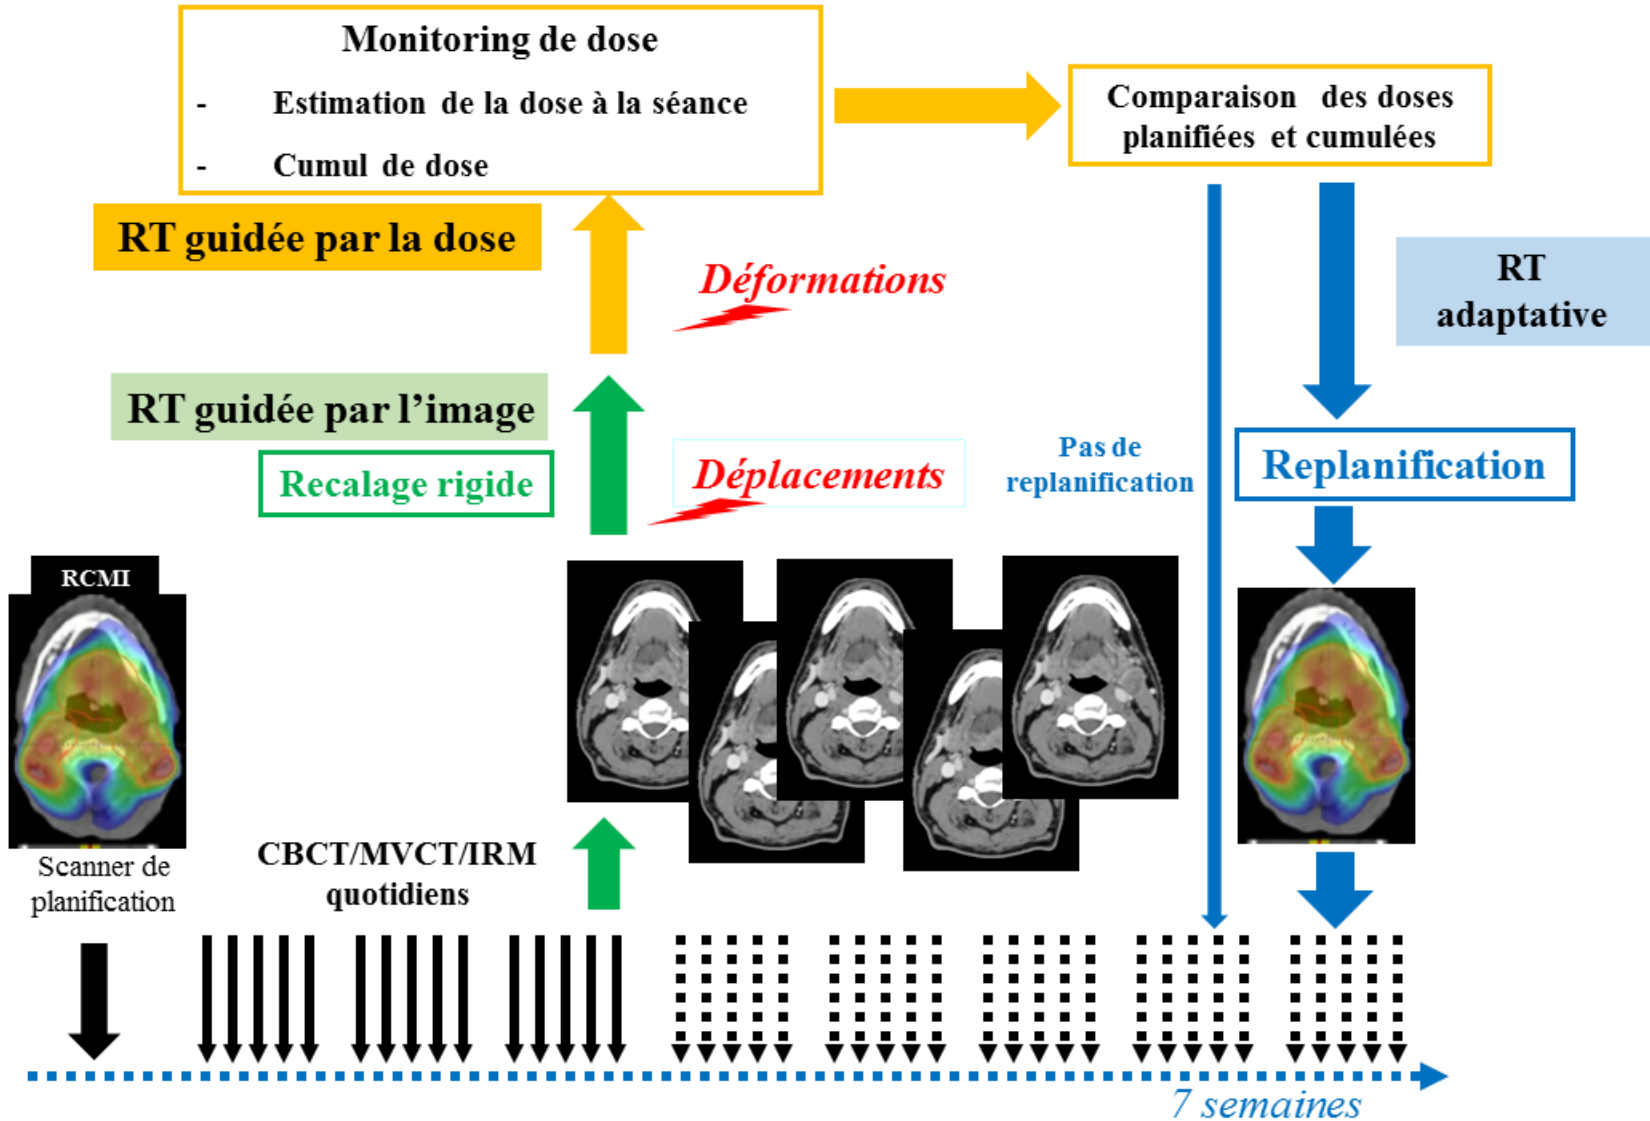 Monitoring de dose
- Estimation de la dose à la séance
- Cumul de dose
Comparaison des doses
planifiées et cumulées
RT guidée par la dose
Déformations
RT
adaptative
RT guidée par l’image
Recalage rigide
Déplacements
Pas de
replanification
Replanification
RCMI
Scanner de
planification
CBCT/MVCT/IRM
quotidiens
7 semaines